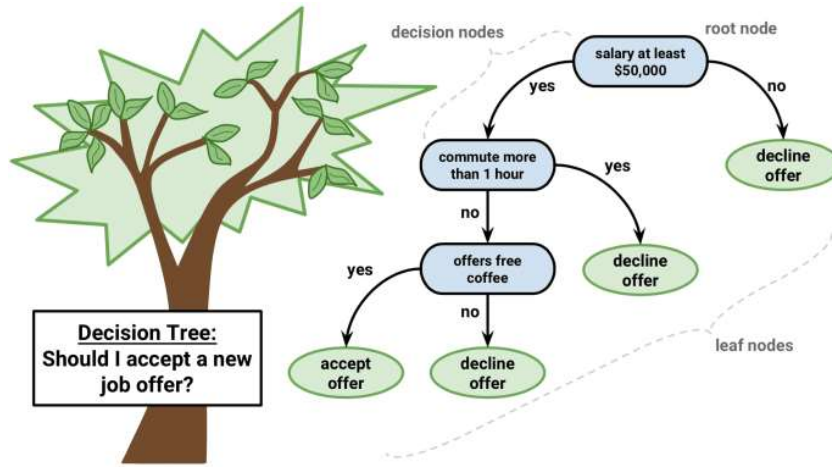 decision nodes
root node
salary at least
$50,000
yes
no
commute more
than 1 hour
yes
decline
offer
no
offers free
coffee
decline
offer
yes
no
Decision Tree:
Should I accept a new
job offer?
accept
offer
decline
offer
leaf nodes